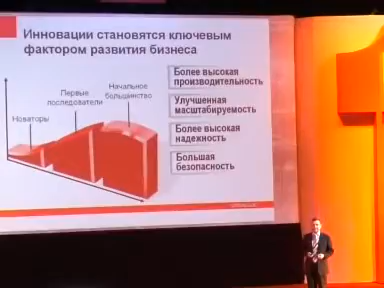 Инновации становятся ключевым
фактором развития бизнеса
Новаторы
Первые
последователи
Начальное
большинство
Более высокая
производительность
Улучшенная
масштабируемость
Более высокая
надежность
Большая
безопасность